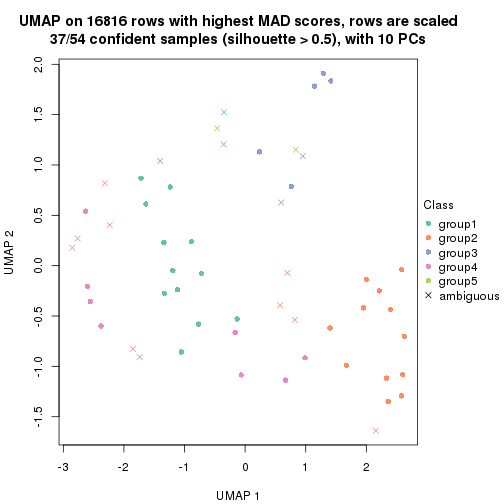 UMAP on 16816 rows with highest MAD scores, rows are scaled
37/54 confident samples (silhouette > 0.5), with 10 PCs
2.0
1.5
1.0
0.5
0.0
-0.5
-1.0
-1.5
UMAP 2
-3 -2 -1 0 1 2
UMAP 1
Class
group1
group2
group3
group4
group5
ambiguous